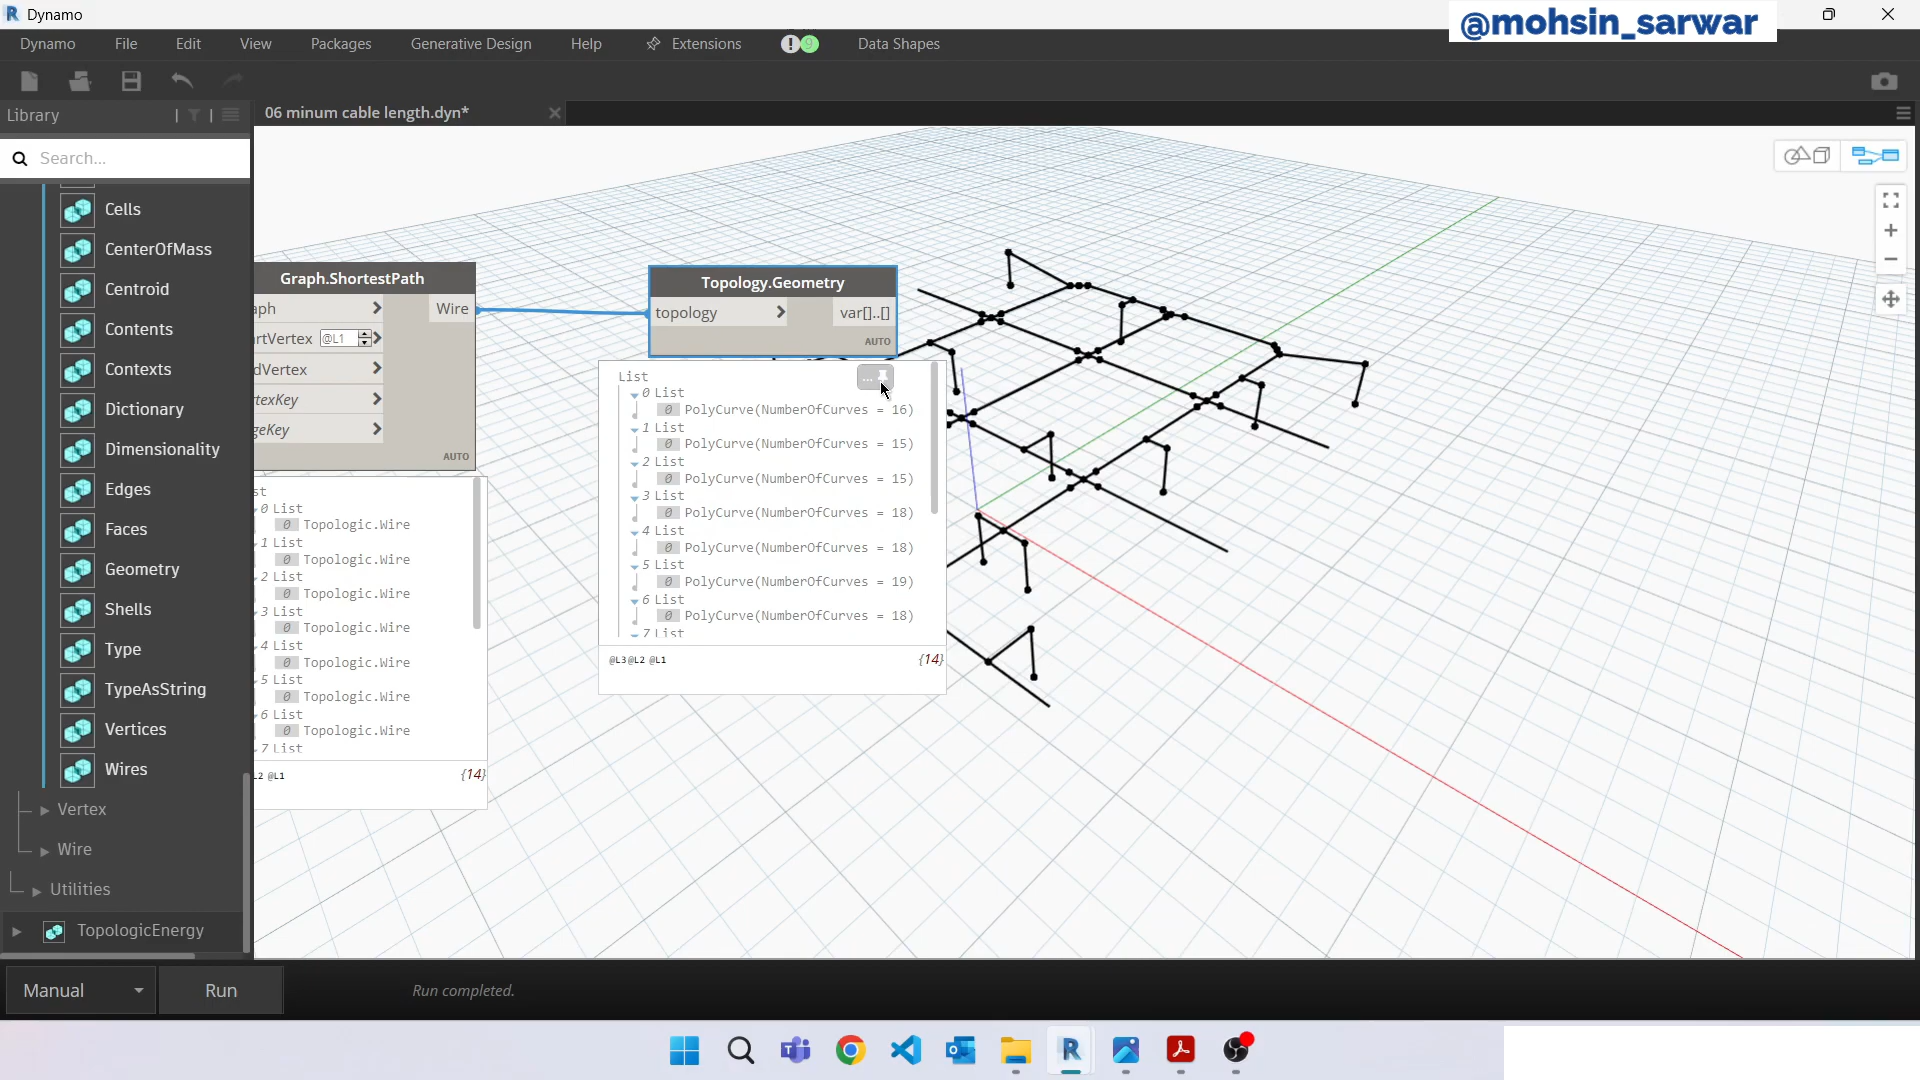 Dynamo
@mohsin_sarwar
Dynamo File Edit View Packages Generative Design Help Extensions ! 9 Data Shapes
Library
06 minum cable length.dyn*
Search...
Cells
CenterOfMass
Centroid
Contents
Contexts
Dictionary
Dimensionality
Edges
Faces
Geometry
Shells
Type
TypeAsString
Vertices
Wires
Vertex
Wire
Utilities
TopologicEnergy
Graph.ShortestPath
aph
Wire
rtVertex @L1
dVertex
texKey
geKey
AUTO
st
0 List
0 Topologic.Wire
1 List
0 Topologic.Wire
2 List
0 Topologic.Wire
3 List
0 Topologic.Wire
4 List
0 Topologic.Wire
5 List
0 Topologic.Wire
6 List
0 Topologic.Wire
7 List
L2 @L1 {14}
Topology.Geometry
topology var[]..[]
AUTO
List
...
0 List
0 PolyCurve(NumberOfCurves = 16)
1 List
0 PolyCurve(NumberOfCurves = 15)
2 List
0 PolyCurve(NumberOfCurves = 15)
3 List
0 PolyCurve(NumberOfCurves = 18)
4 List
0 PolyCurve(NumberOfCurves = 18)
5 List
0 PolyCurve(NumberOfCurves = 19)
6 List
0 PolyCurve(NumberOfCurves = 18)
7 List
@L3 @L2 @L1 {14}
Manual Run Run completed.